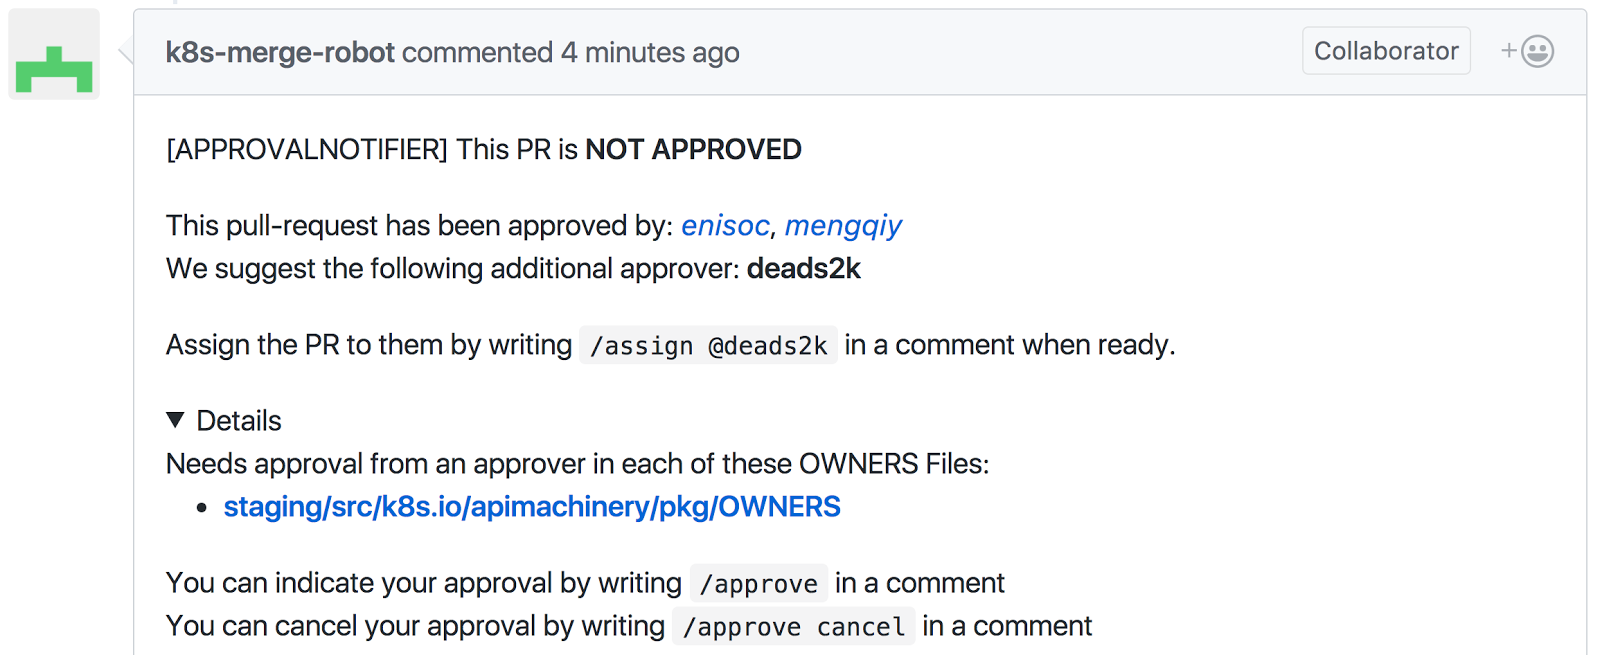 k8s-merge-robot commented 4 minutes ago Collaborator +
[APPROVALNOTIFIER] This PR is NOT APPROVED
This pull-request has been approved by: enisoc, mengqiy
We suggest the following additional approver: deads2k
Assign the PR to them by writing /assign @deads2k in a comment when ready.
▼ Details
Needs approval from an approver in each of these OWNERS Files:
• staging/src/k8s.io/apimachinery/pkg/OWNERS
You can indicate your approval by writing /approve in a comment
You can cancel your approval by writing /approve cancel in a comment